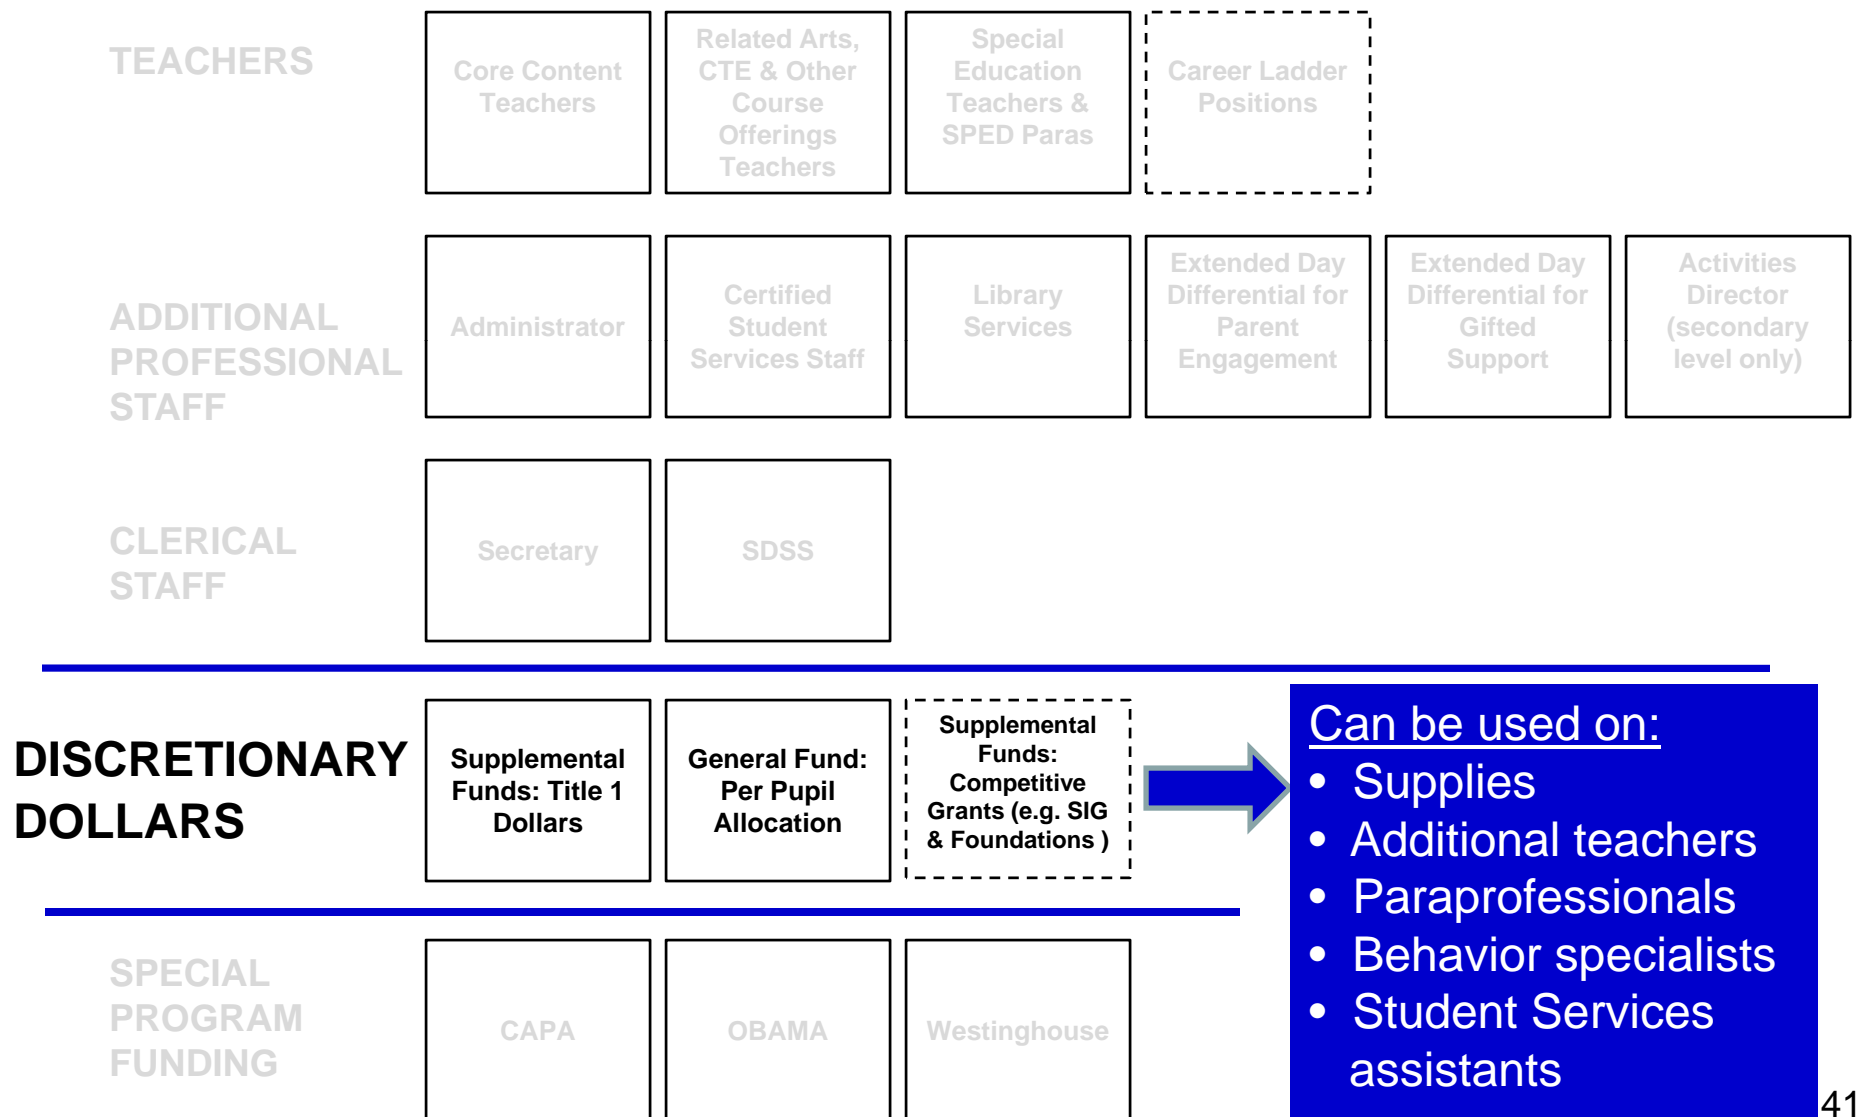 TEACHERS
Core Content
Teachers
Related Arts,
CTE & Other
Course
Offerings
Teachers
Special
Education
Teachers &
SPED Paras
Career Ladder
Positions
ADDITIONAL
PROFESSIONAL
STAFF
Administrator
Certified
Student
Services Staff
Library
Services
Extended Day
Differential for
Parent
Engagement
Extended Day
Differential for
Gifted
Support
Activities
Director
(secondary
level only)
CLERICAL
STAFF
Secretary
SDSS
DISCRETIONARY
DOLLARS
Supplemental
Funds: Title 1
Dollars
General Fund:
Per Pupil
Allocation
Supplemental
Funds:
Competitive
Grants (e.g. SIG
& Foundations )
Can be used on:
• Supplies
• Additional teachers
• Paraprofessionals
• Behavior specialists
• Student Services
assistants
SPECIAL
PROGRAM
FUNDING
CAPA
OBAMA
Westinghouse
41